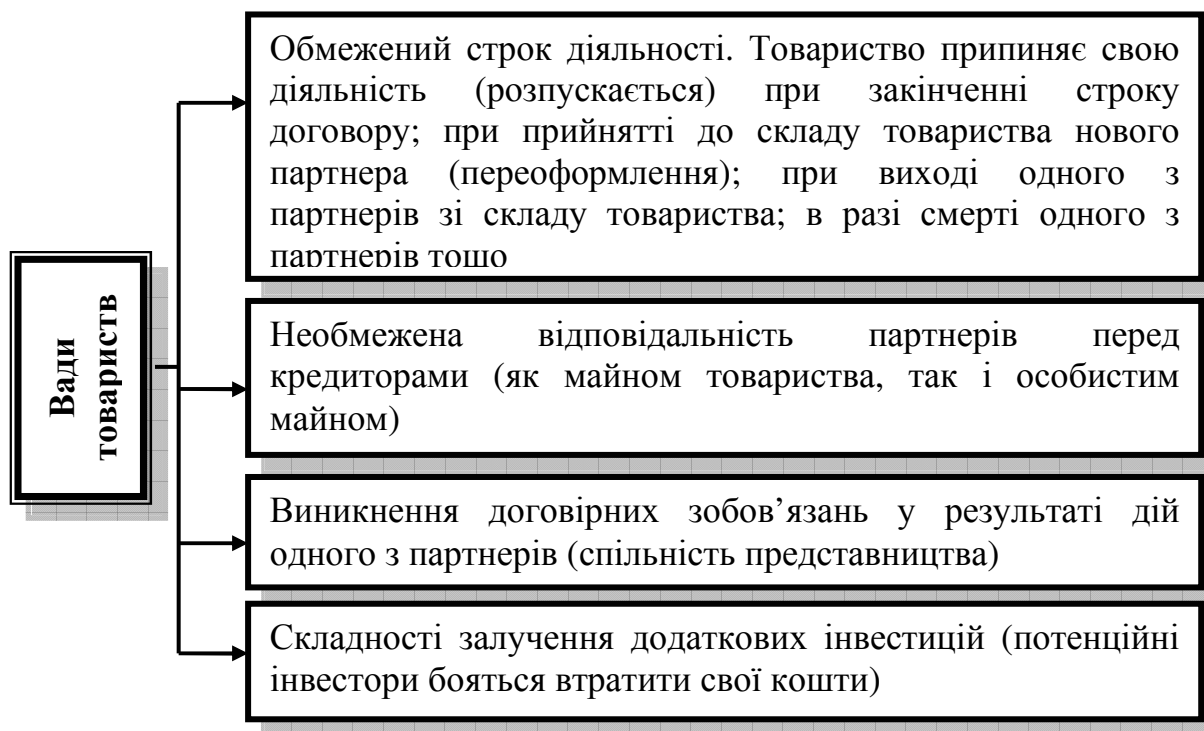 Вади
товариств
Обмежений строк діяльності. Товариство припиняє свою
діяльність (розпускається) при закінченні строку
договору; при прийнятті до складу товариства нового
партнера (переоформлення); при виході одного з
партнерів зі складу товариства; в разі смерті одного з
партнерів тощо
Необмежена відповідальність партнерів перед
кредиторами (як майном товариства, так і особистим
майном)
Виникнення договірних зобов’язань у результаті дій
одного з партнерів (спільність представництва)
Складності залучення додаткових інвестицій (потенційні
інвестори бояться втратити свої кошти)